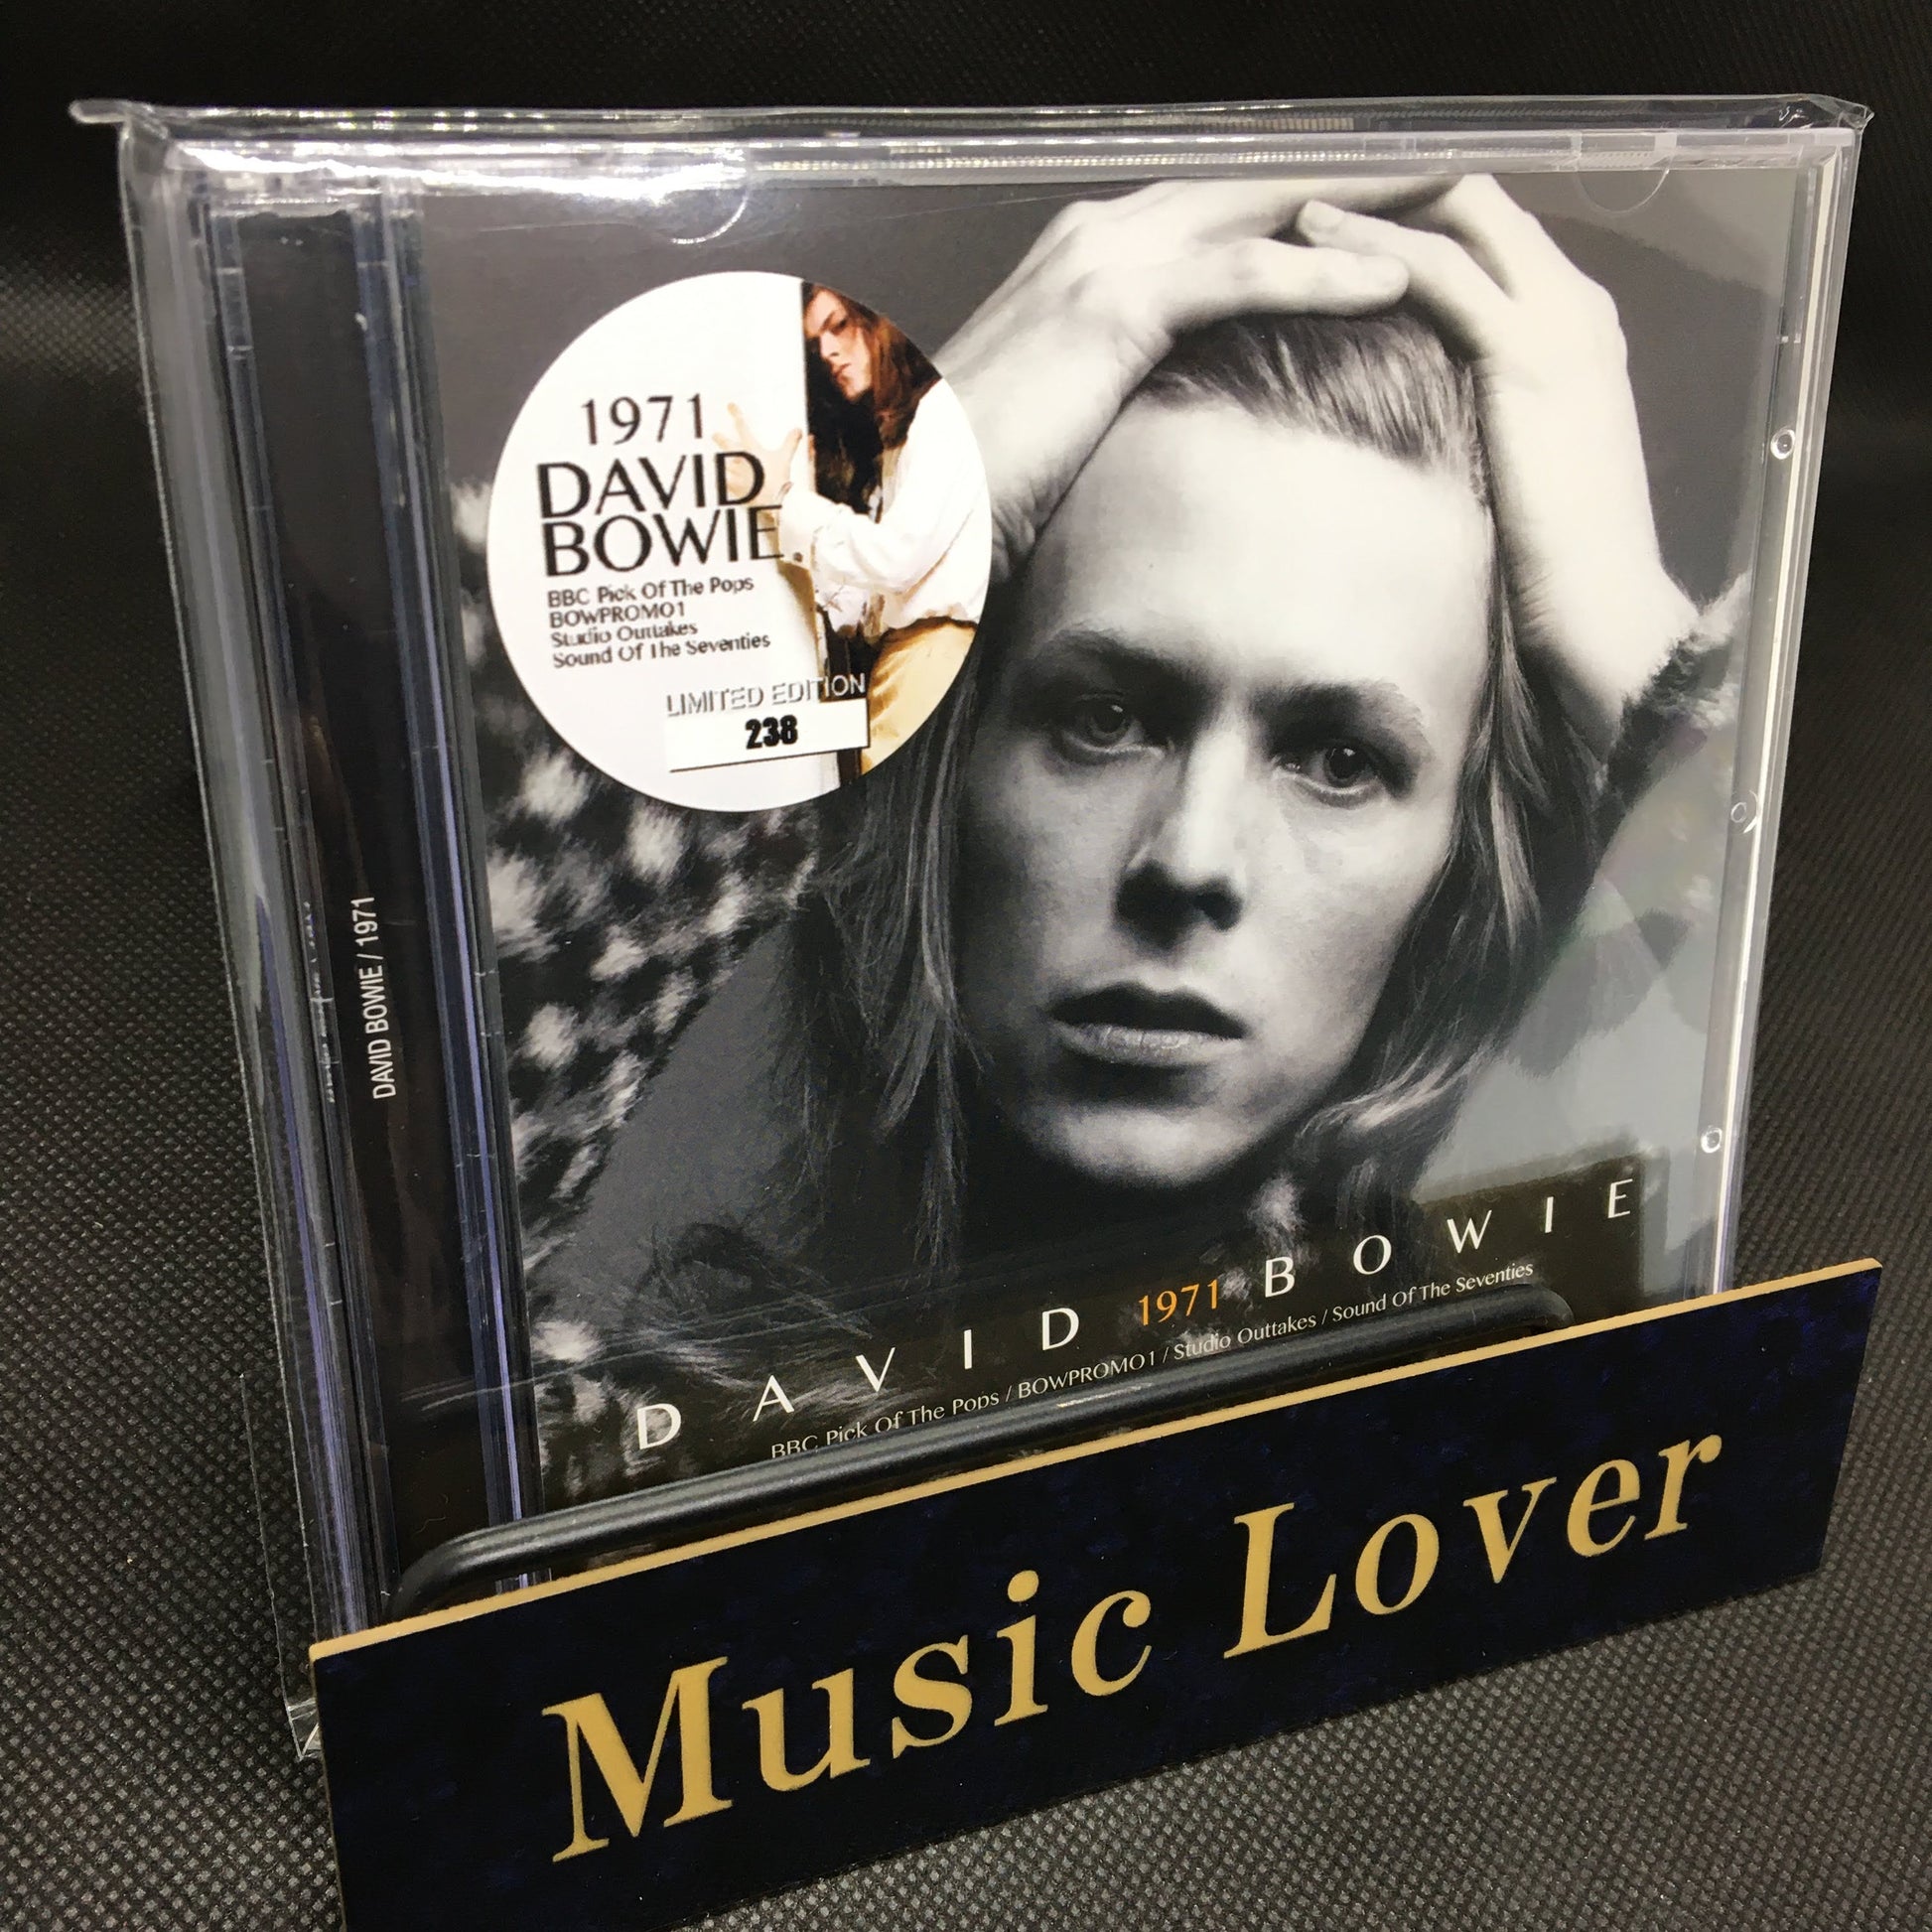 1971
DAVID
BOWIE
BBC Pick Of The Pops
BOWPROMO1
Studio Outtakes
Sound Of The Seventies
LIMITED EDITION
238
DAVID BOWIE / 1971
DAVID 1971 BOWIE
BBC Pick Of The Pops / BOWPROMO1 / Studio Outtakes / Sound Of The Seventies
Music Lover